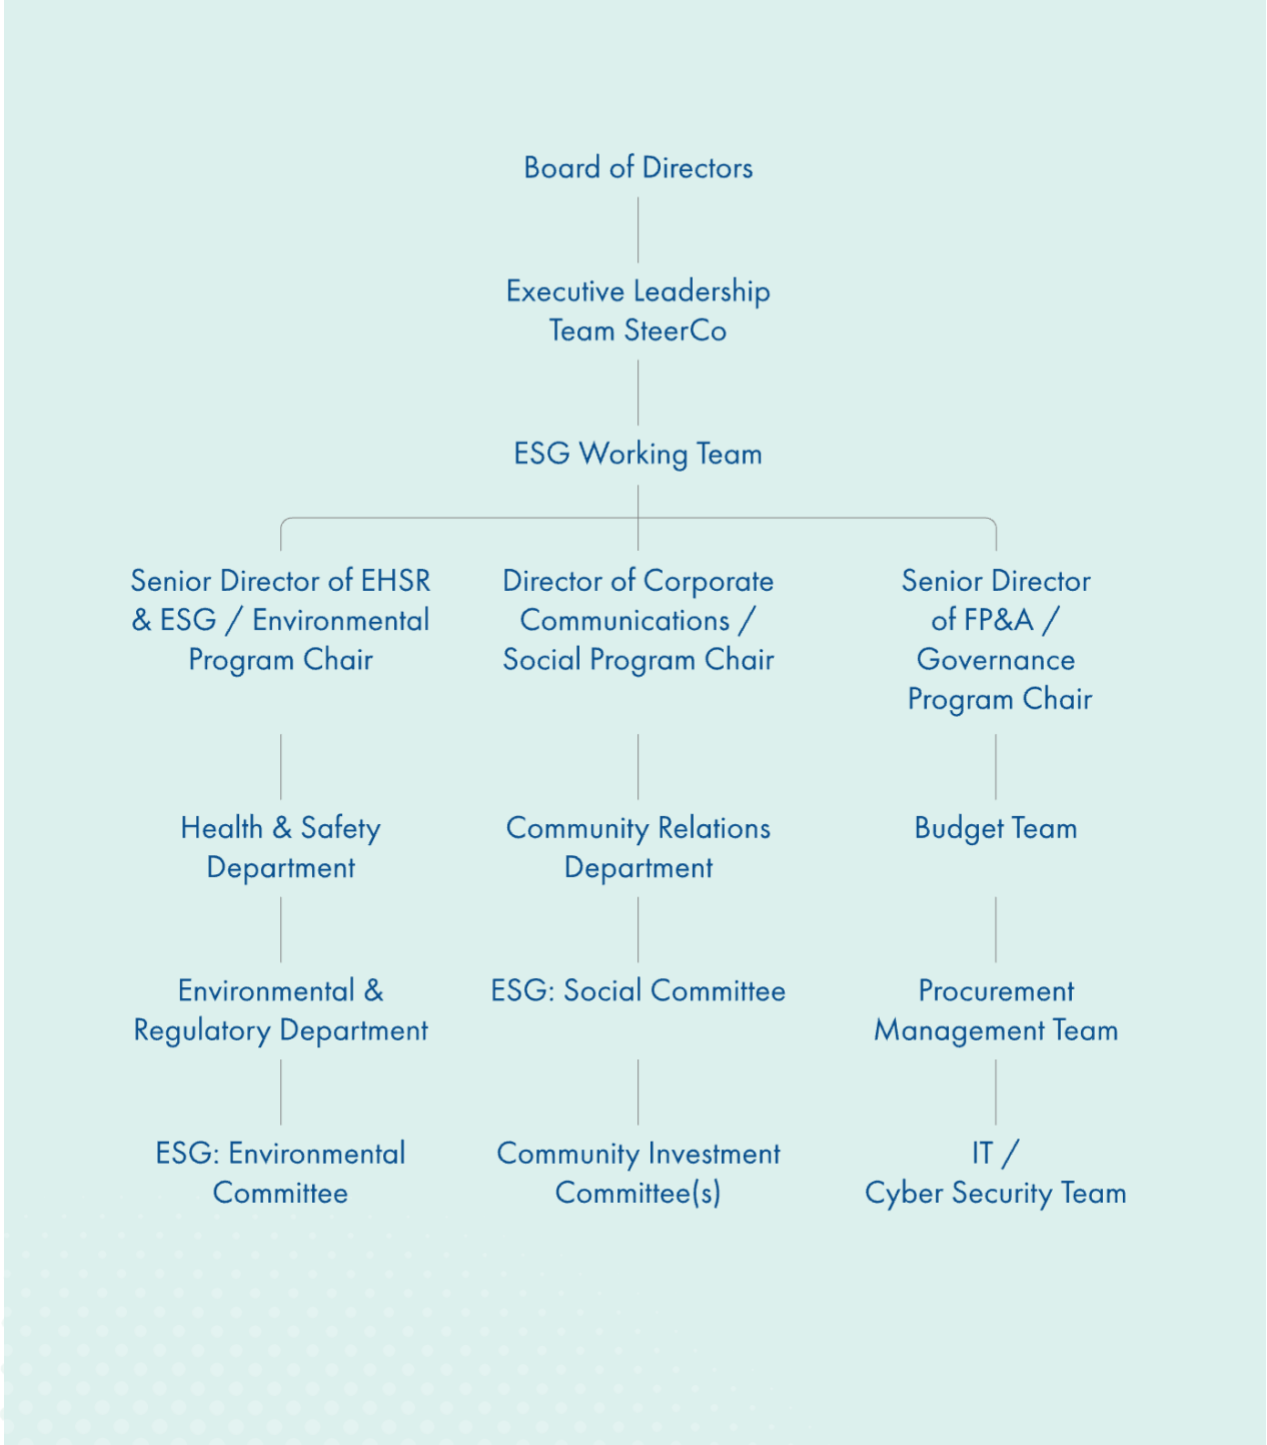 Board of Directors
Executive Leadership
Team SteerCo
ESG Working Team
Senior Director of EHSR
& ESG / Environmental
Program Chair
Director of Corporate
Communications /
Social Program Chair
Senior Director
of FP&A /
Governance
Program Chair
Health & Safety
Department
Community Relations
Department
Budget Team
Environmental &
Regulatory Department
ESG: Social Committee
Procurement
Management Team
ESG: Environmental
Committee
Community Investment
Committee(s)
IT /
Cyber Security Team